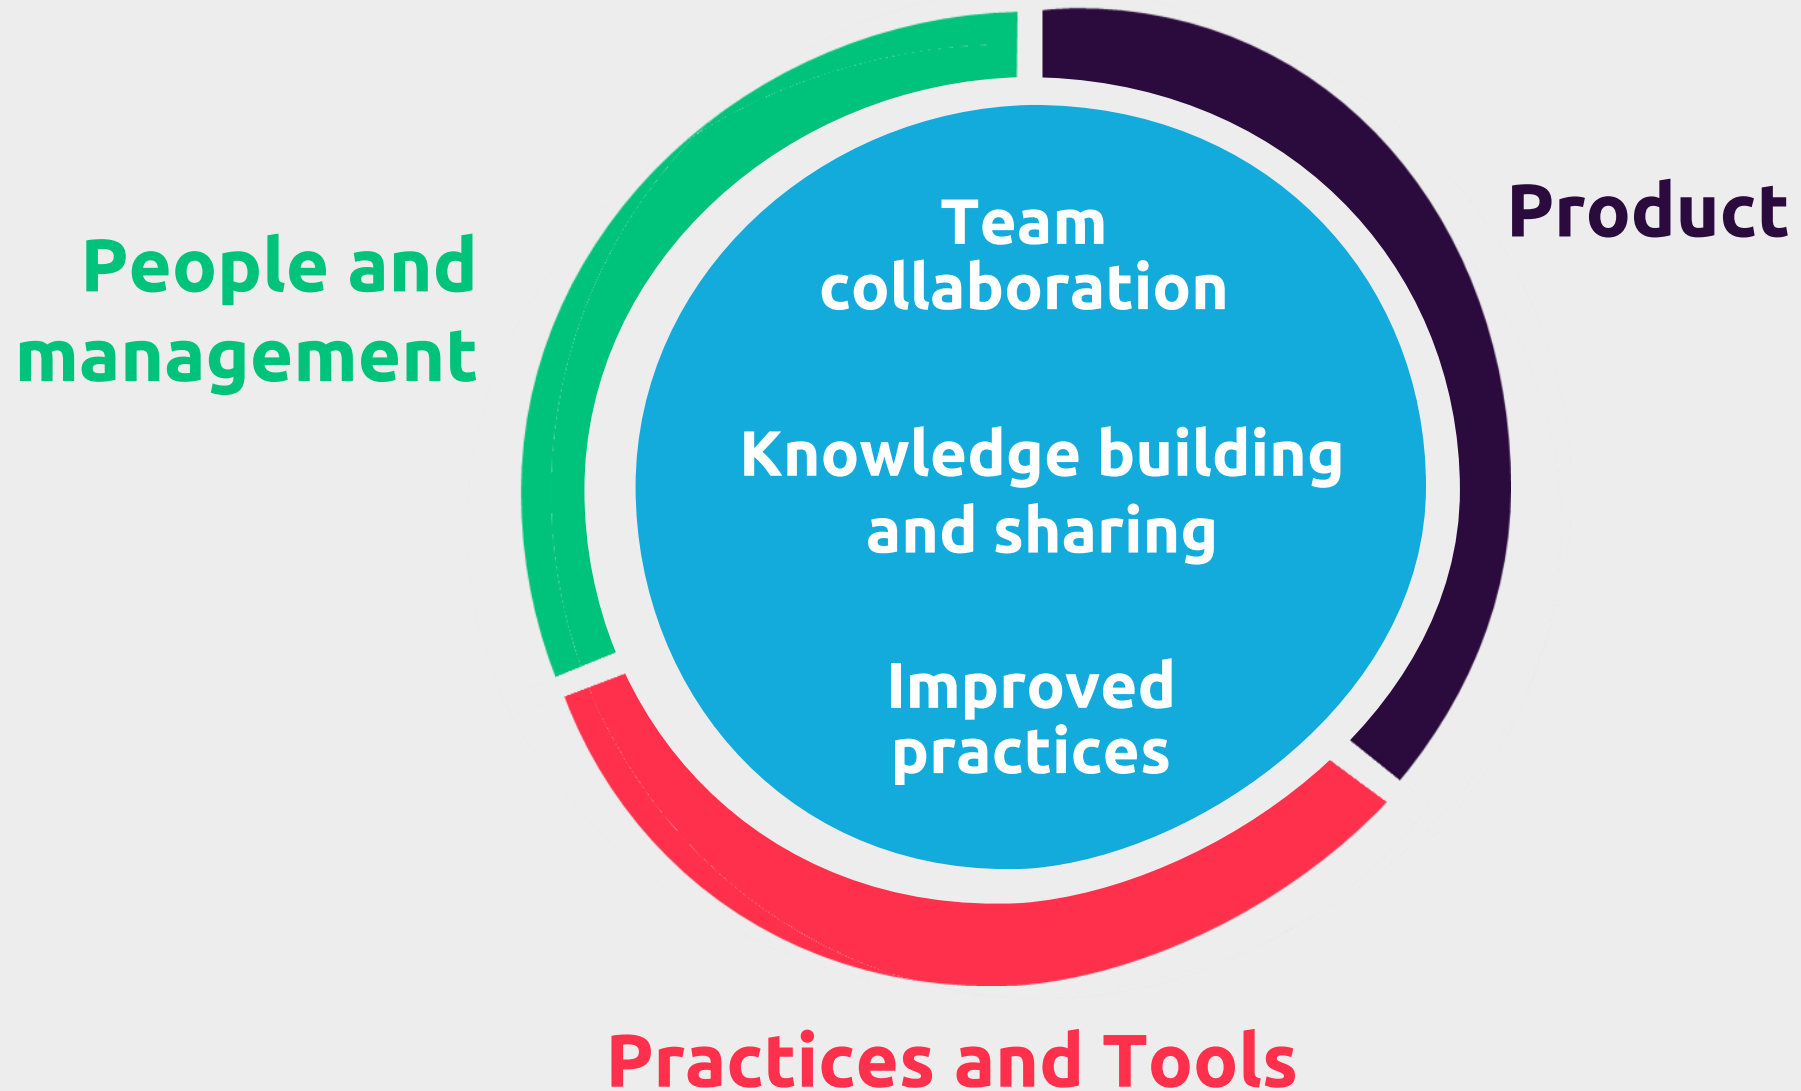 People and
management
Team
collaboration
Knowledge building
and sharing
Improved
practices
Product
Practices and Tools